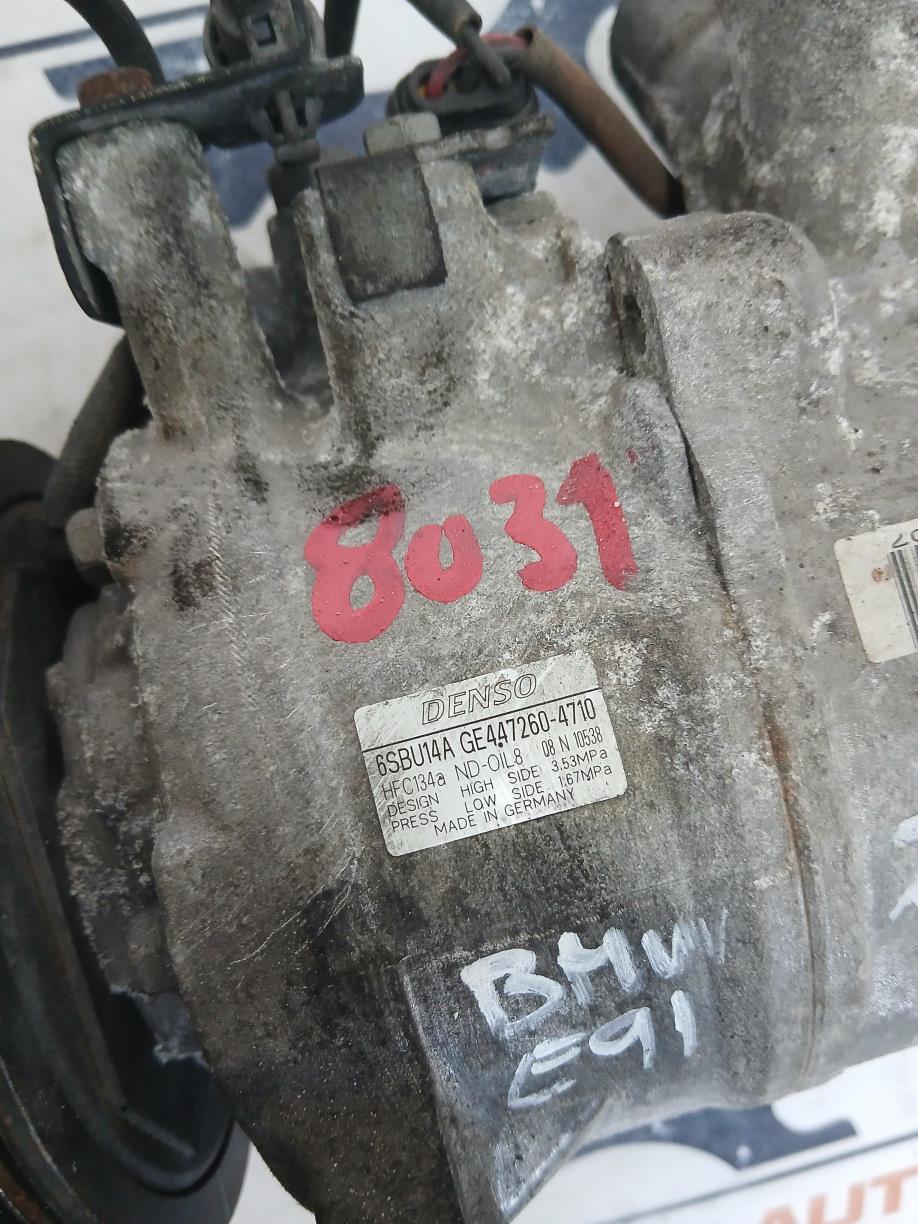 8031
DENSO
6SBU14A GE447260-4710
HFC134a ND-OIL8 08 N 10538
DESIGN HIGH SIDE 3.53MPa
PRESS LOW SIDE 1.67MPa
MADE IN GERMANY
BMW
E91
AUT